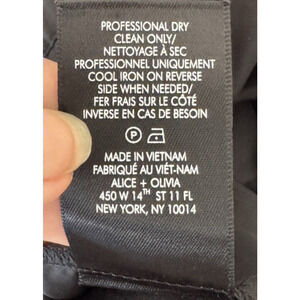 PROFESSIONAL DRY
CLEAN ONLY/
NETTOYAGE À SEC
PROFESSIONNEL UNIQUEMENT
COOL IRON ON REVERSE
SIDE WHEN NEEDED/
FER FRAIS SUR LE CÔTÉ
INVERSE EN CAS DE BESOIN
P
MADE IN VIETNAM
FABRIQUÉ AU VIÊT-NAM
ALICE + OLIVIA
450 W 14TH ST 11 FL
NEW YORK, NY 10014